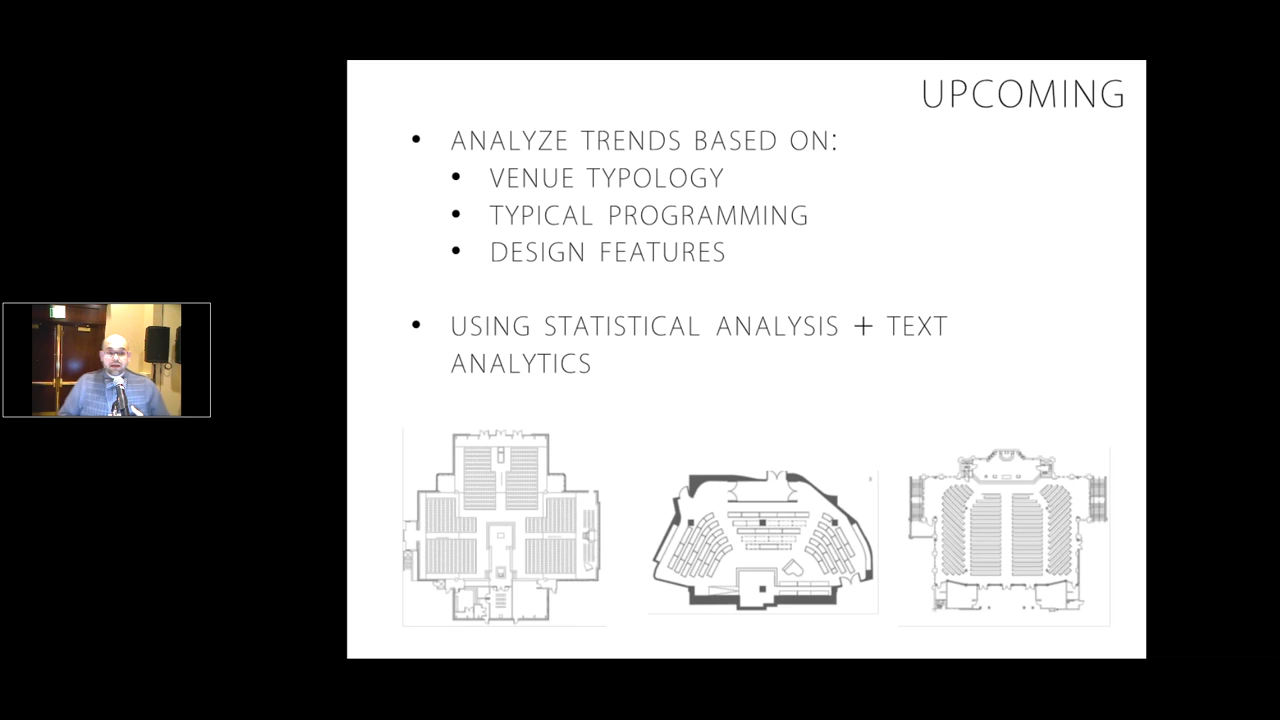 UPCOMING
• ANALYZE TRENDS BASED ON:
• VENUE TYPOLOGY
• TYPICAL PROGRAMMING
• DESIGN FEATURES
• USING STATISTICAL ANALYSIS + TEXT
ANALYTICS